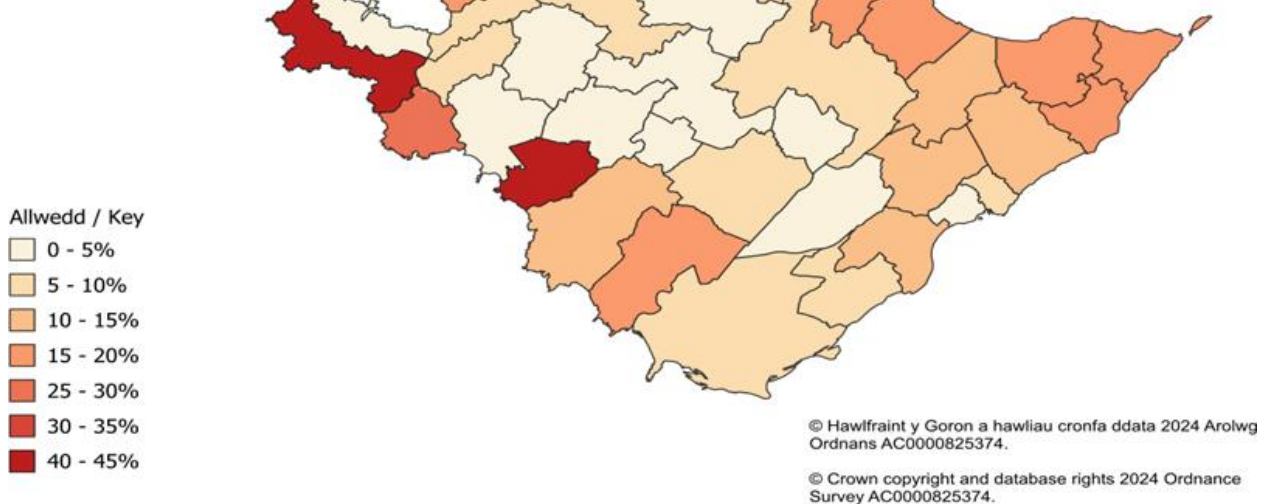 Allwedd / Key
0 - 5%
5 - 10%
10 - 15%
15 - 20%
25 - 30%
30 - 35%
40 - 45%
© Hawlfraint y Goron a hawliau cronfa ddata 2024 Arolwg
Ordnans AC0000825374.
© Crown copyright and database rights 2024 Ordnance
Survey AC0000825374.